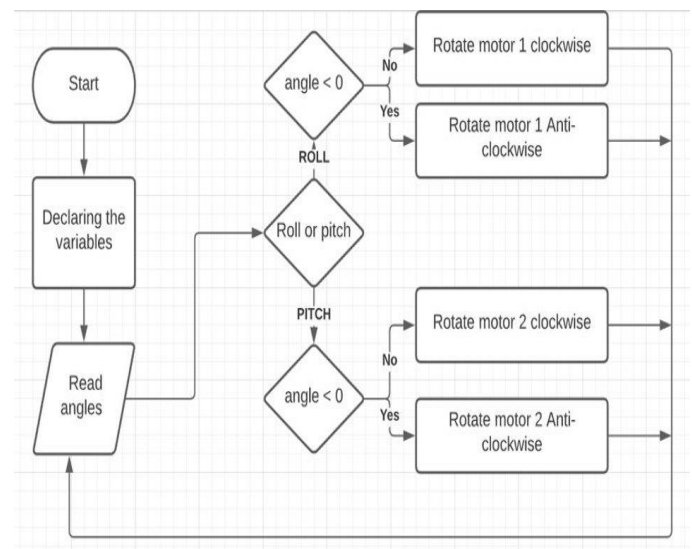 Start
Declaring the
variables
Read
angles
Roll or pitch
ROLL
angle < 0
No
Rotate motor 1 clockwise
Yes
Rotate motor 1 Anti-
clockwise
PITCH
angle < 0
No
Rotate motor 2 clockwise
Yes
Rotate motor 2 Anti-
clockwise